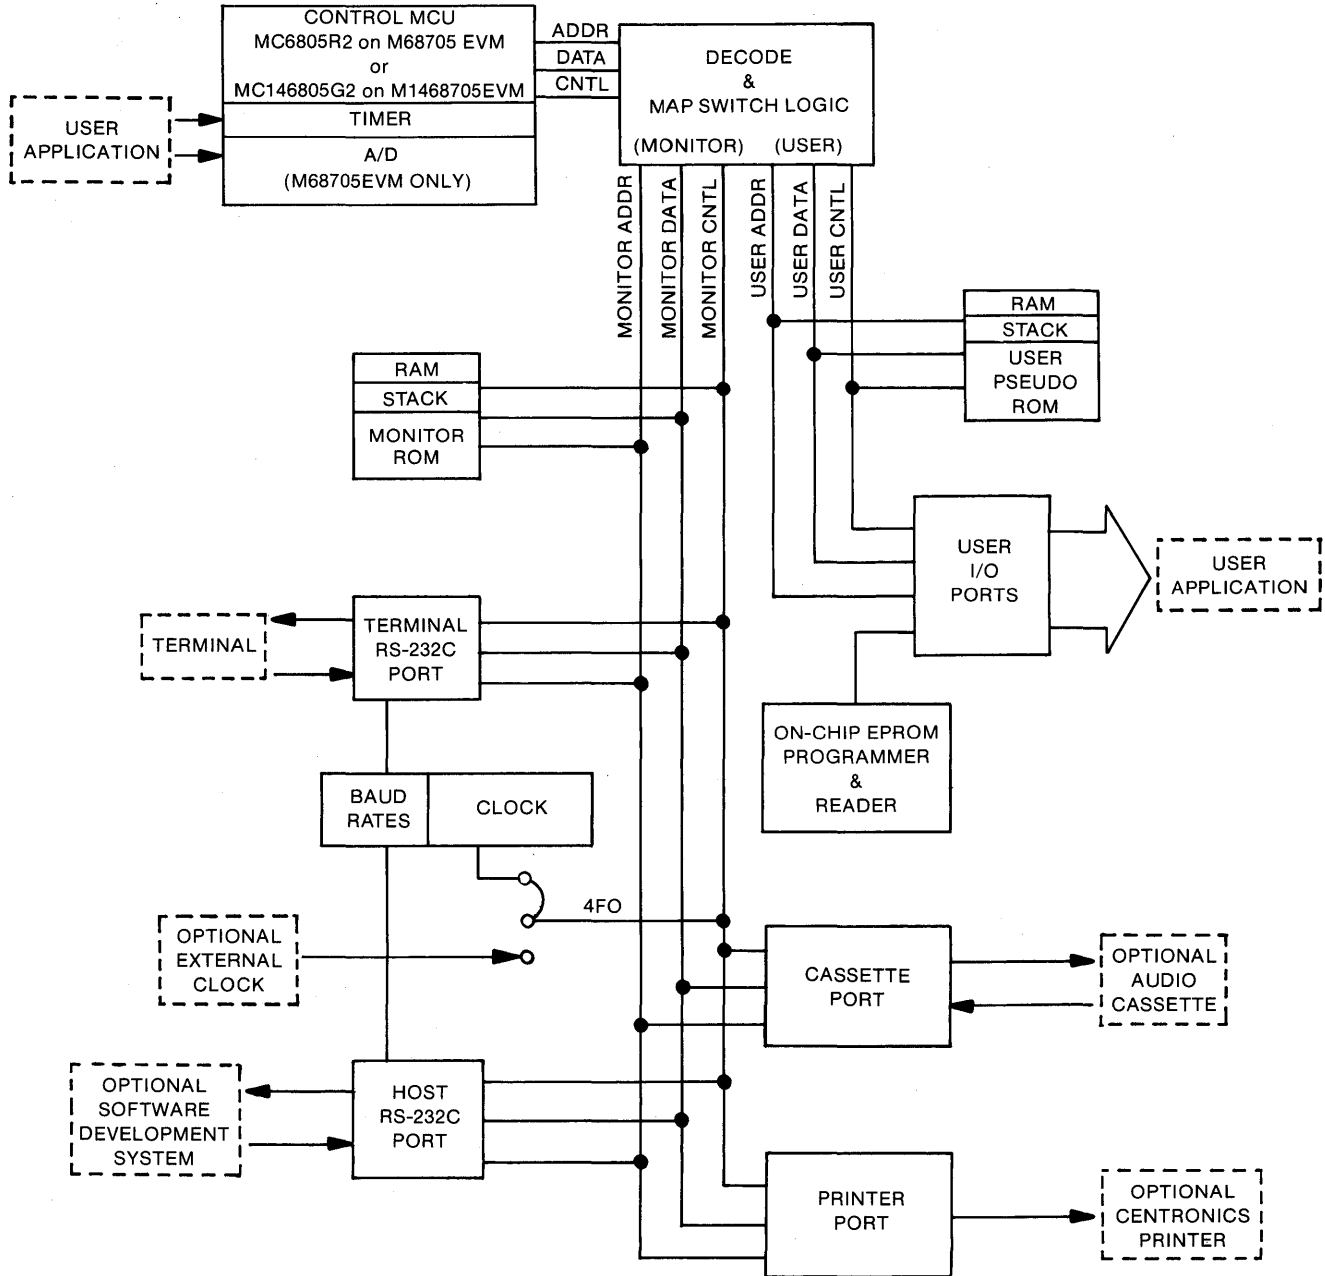 CONTROL MCU
MC6805R2 on M68705 EVM
or
MC146805G2 on M1468705EVM
TIMER
A/D
(M68705EVM ONLY)
USER
APPLICATION
ADDR
DATA
CNTL
DECODE
&
MAP SWITCH LOGIC
(MONITOR) (USER)
MONITOR ADDR
MONITOR DATA
MONITOR CNTL
USER ADDR
USER DATA
USER CNTL
RAM
STACK
USER
PSEUDO
ROM
RAM
STACK
MONITOR
ROM
USER
I/O
PORTS
USER
APPLICATION
TERMINAL
TERMINAL
RS-232C
PORT
ON-CHIP EPROM
PROGRAMMER
&
READER
BAUD
RATES
CLOCK
4FO
OPTIONAL
EXTERNAL
CLOCK
CASSETTE
PORT
OPTIONAL
AUDIO
CASSETTE
OPTIONAL
SOFTWARE
DEVELOPMENT
SYSTEM
HOST
RS-232C
PORT
PRINTER
PORT
OPTIONAL
CENTRONICS
PRINTER